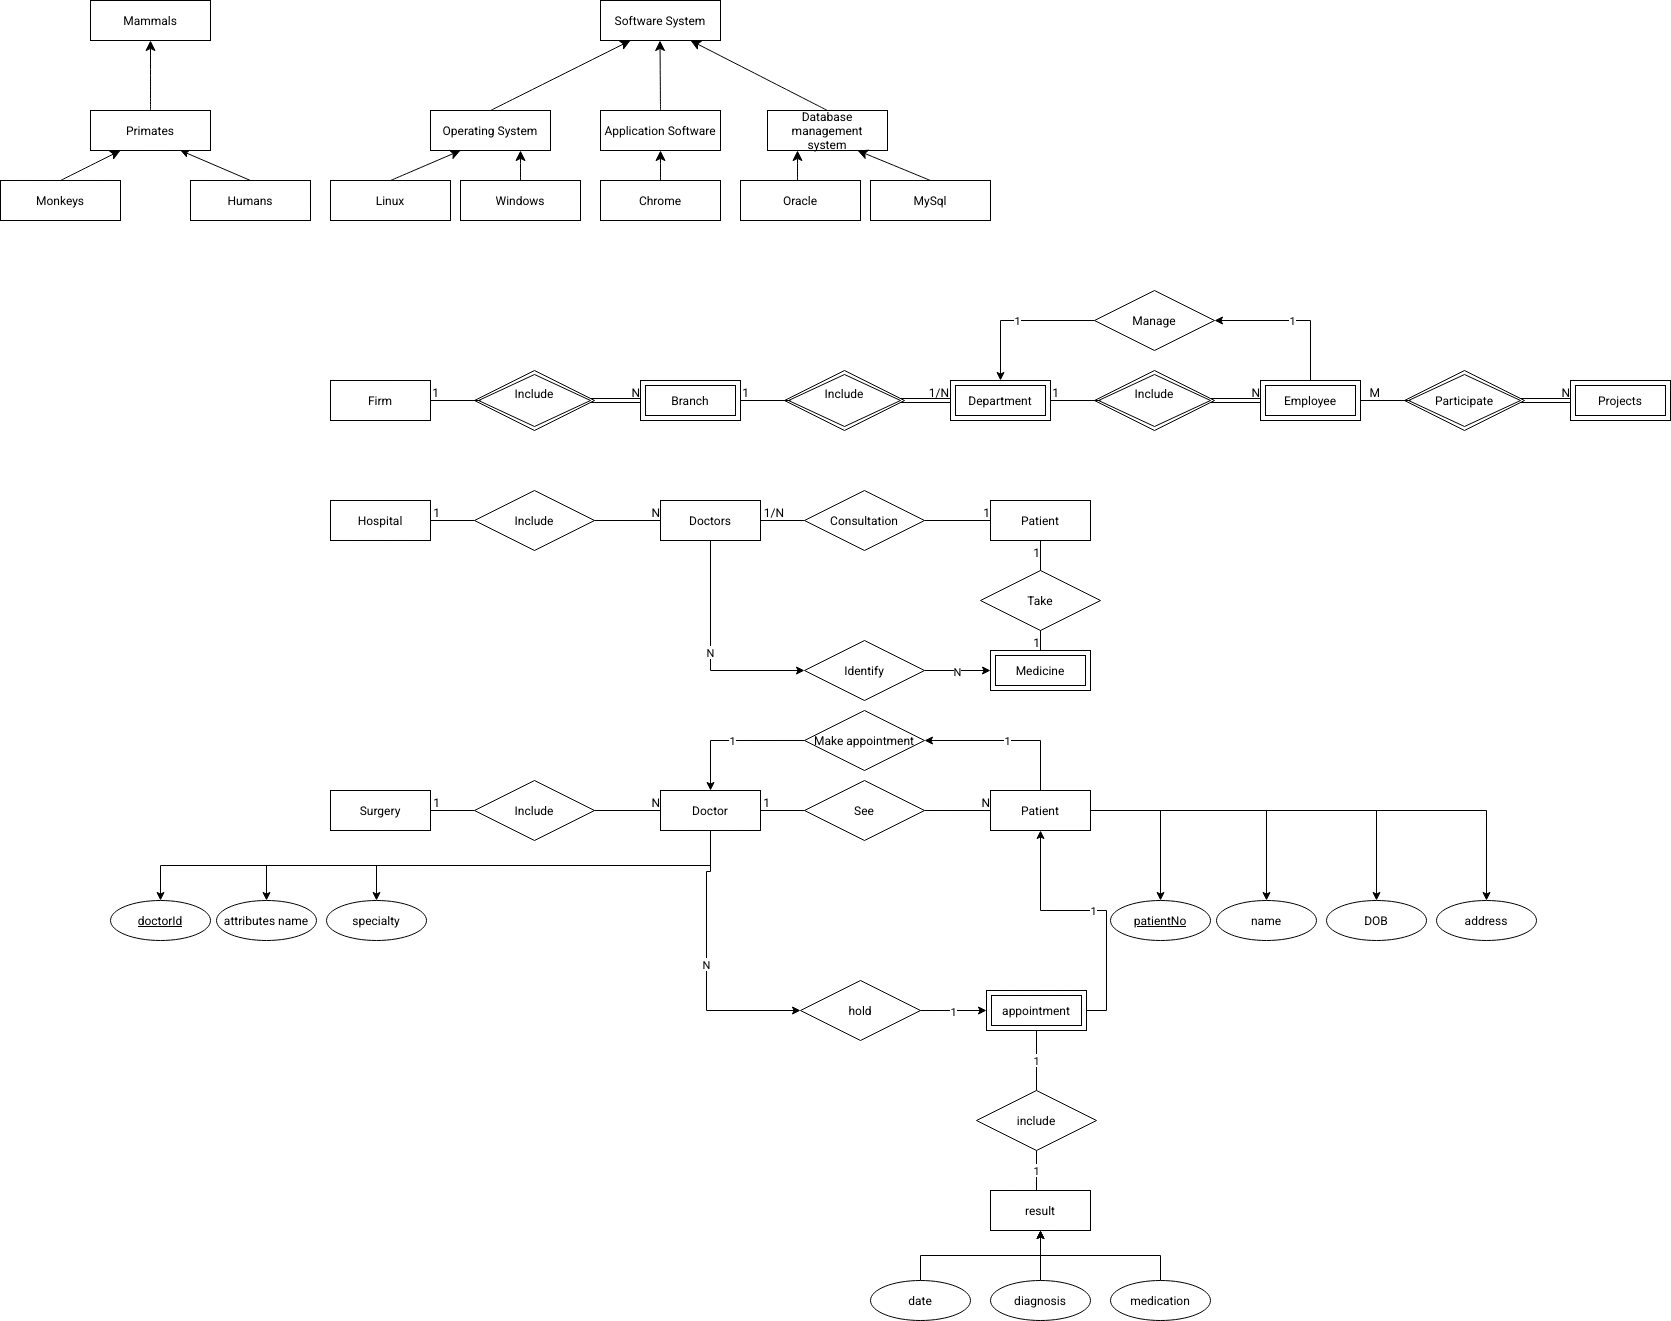 Mammals
Software System
Primates
Operating System
Application Software
Database
management
system
Monkeys
Humans
Linux
Windows
Chrome
Oracle
MySql
1
Manage
1
Firm
1
Include
N
Branch
1
Include
1/N
Department
1
Include
N
Employee
M
Participate
N
Projects
Hospital
1
Include
N
Doctors
1/N
Consultation
1
Patient
1
Take
1
N
Identify
N
Medicine
1
Make appointment
1
Surgery
1
Include
N
Doctor
1
See
N
Patient
doctorId
attributes name
specialty
1
patientNo
name
DOB
address
N
hold
1
appointment
1
include
1
result
date
diagnosis
medication